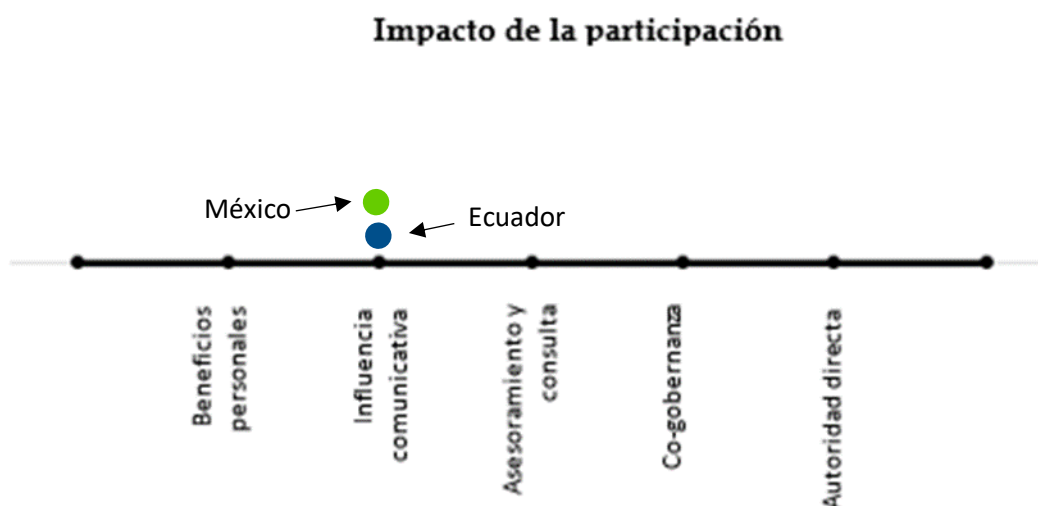 Impacto de la participación
México
Ecuador
Beneficios
personales
Influencia
comunicativa
Asesoramiento y
consulta
Co-gobernanza
Autoridad directa